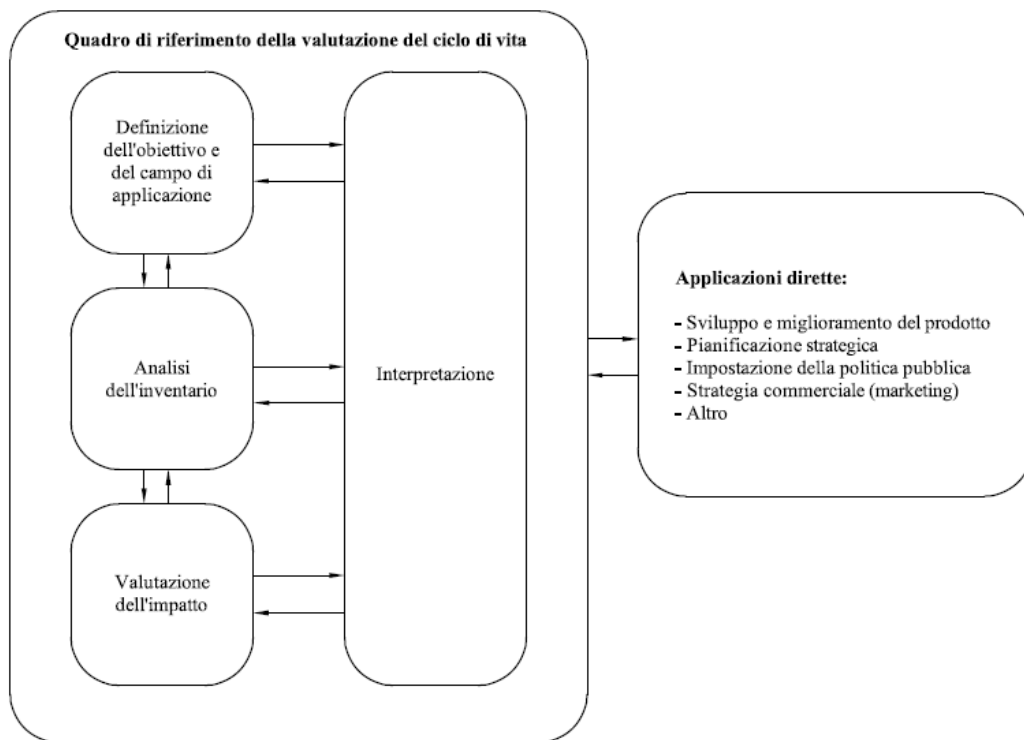 Quadro di riferimento della valutazione del ciclo di vita
Definizione
dell'obiettivo e
del campo di
applicazione
Analisi
dell'inventario
Valutazione
dell'impatto
Interpretazione
Applicazioni dirette:
- Sviluppo e miglioramento del prodotto
- Pianificazione strategica
- Impostazione della politica pubblica
- Strategia commerciale (marketing)
- Altro